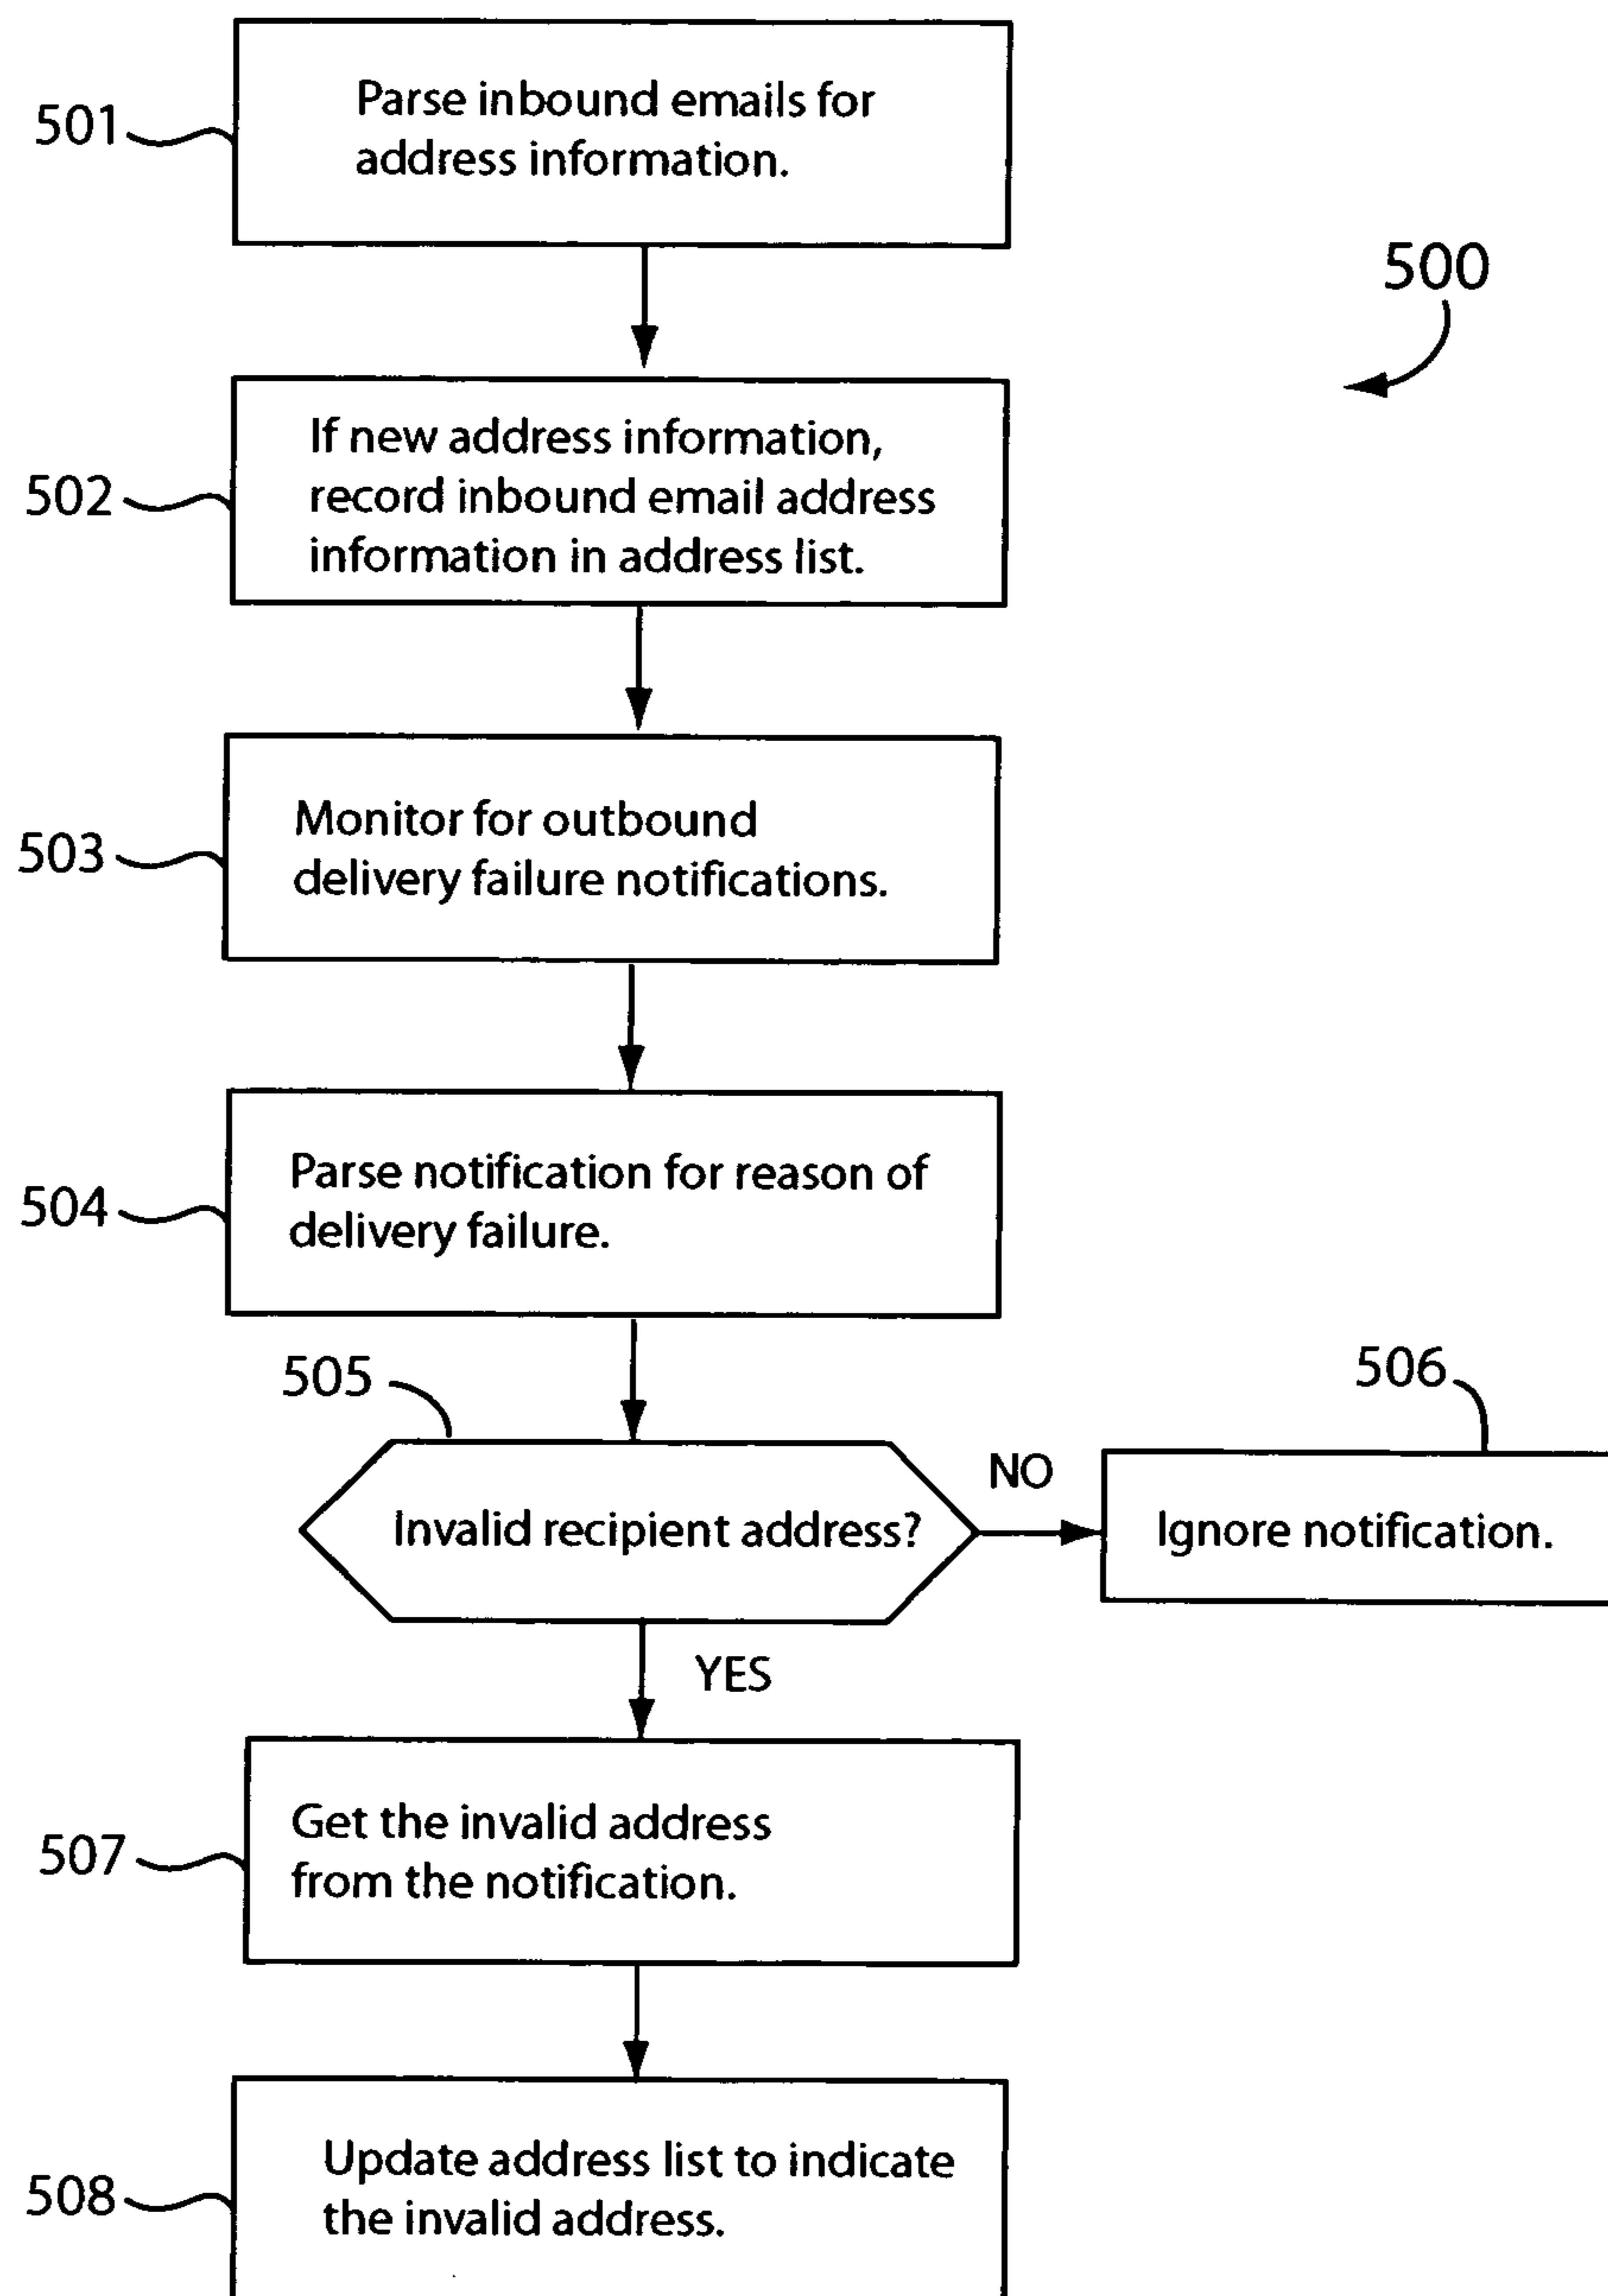 501
Parse inbound emails for
address information.
500
502
If new address information,
record inbound email address
information in address list.
503
Monitor for outbound
delivery failure notifications.
504
Parse notification for reason of
delivery failure.
505
Invalid recipient address?
NO
506
Ignore notification.
YES
507
Get the invalid address
from the notification.
508
Update address list to indicate
the invalid address.